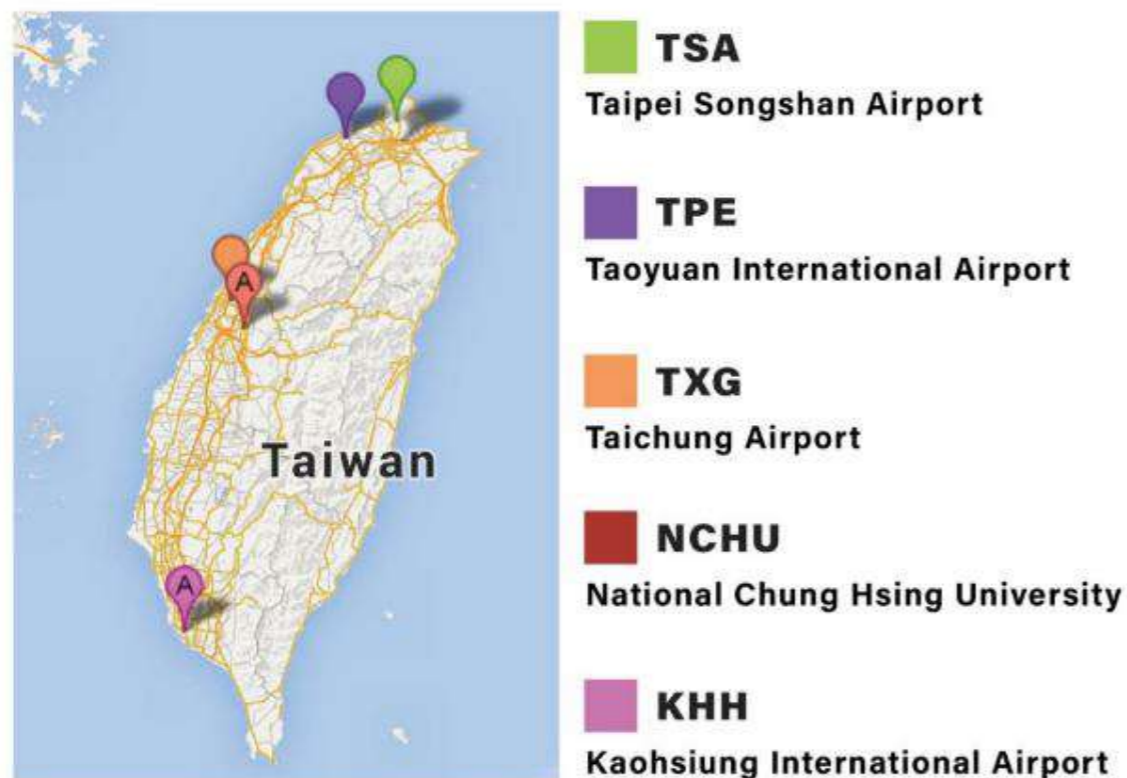 A
A
Taiwan
TSA
Taipei Songshan Airport
TPE
Taoyuan International Airport
TXG
Taichung Airport
NCHU
National Chung Hsing University
KHH
Kaohsiung International Airport